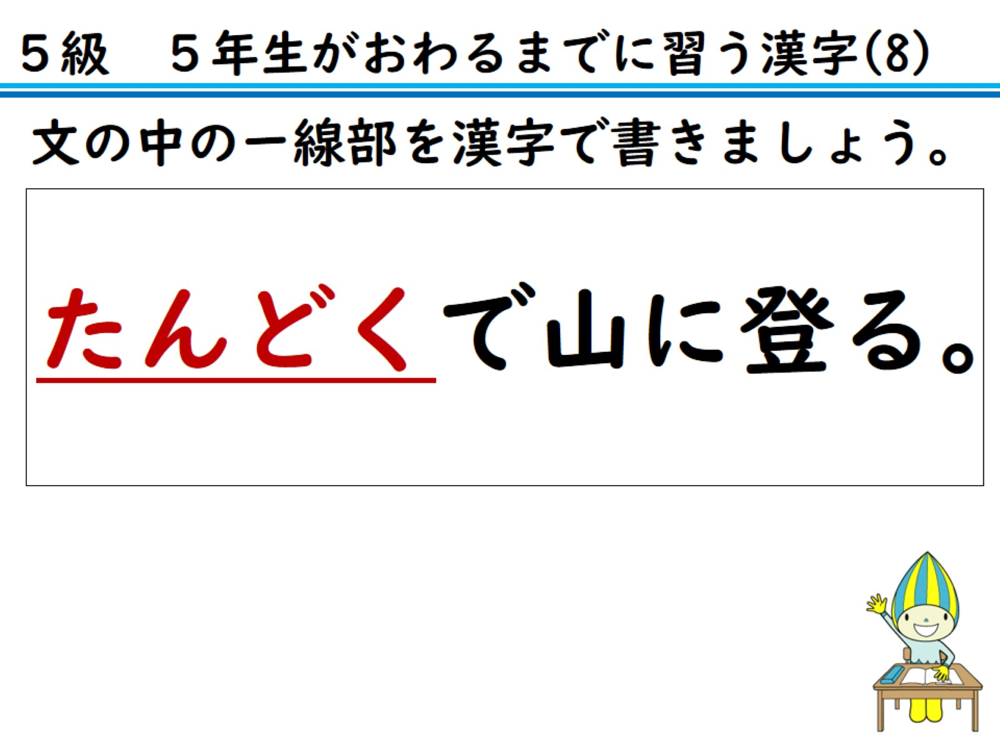 5級　5年生がおわるまでに習う漢字(8)
文の中の一線部を漢字で書きましょう。
たんどくで山に登る。